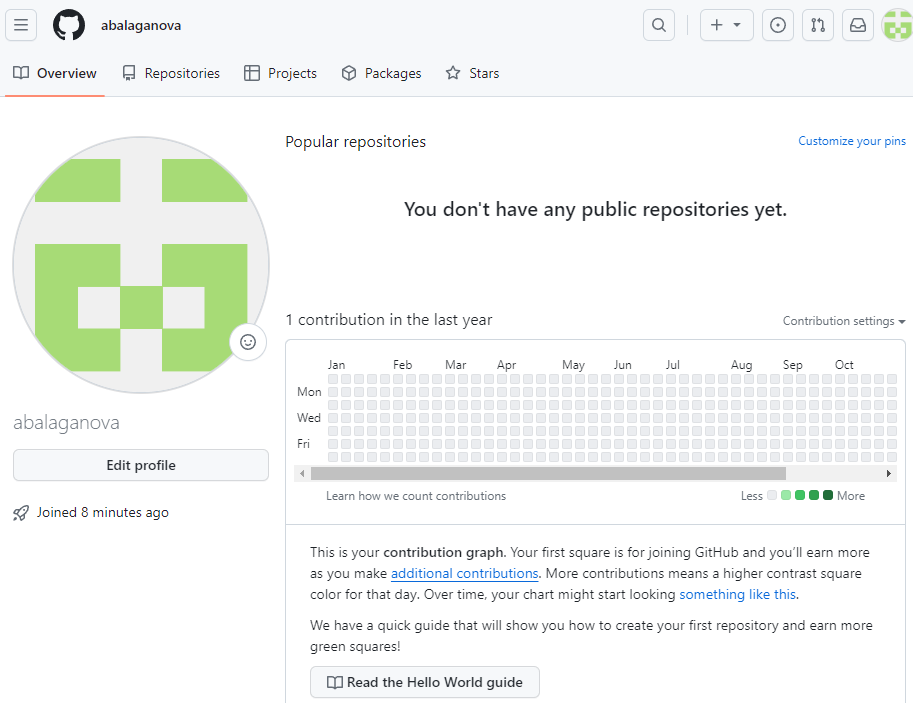 abalaganova
Overview Repositories Projects Packages Stars
Popular repositories Customize your pins
You don't have any public repositories yet.
1 contribution in the last year Contribution settings
Jan Feb Mar Apr May Jun Jul Aug Sep Oct
Mon
Wed
Fri
Learn how we count contributions Less More
abalaganova
Edit profile
Joined 8 minutes ago
This is your contribution graph. Your first square is for joining GitHub and you'll earn more
as you make additional contributions. More contributions means a higher contrast square
color for that day. Over time, your chart might start looking something like this.
We have a quick guide that will show you how to create your first repository and earn more
green squares!
Read the Hello World guide